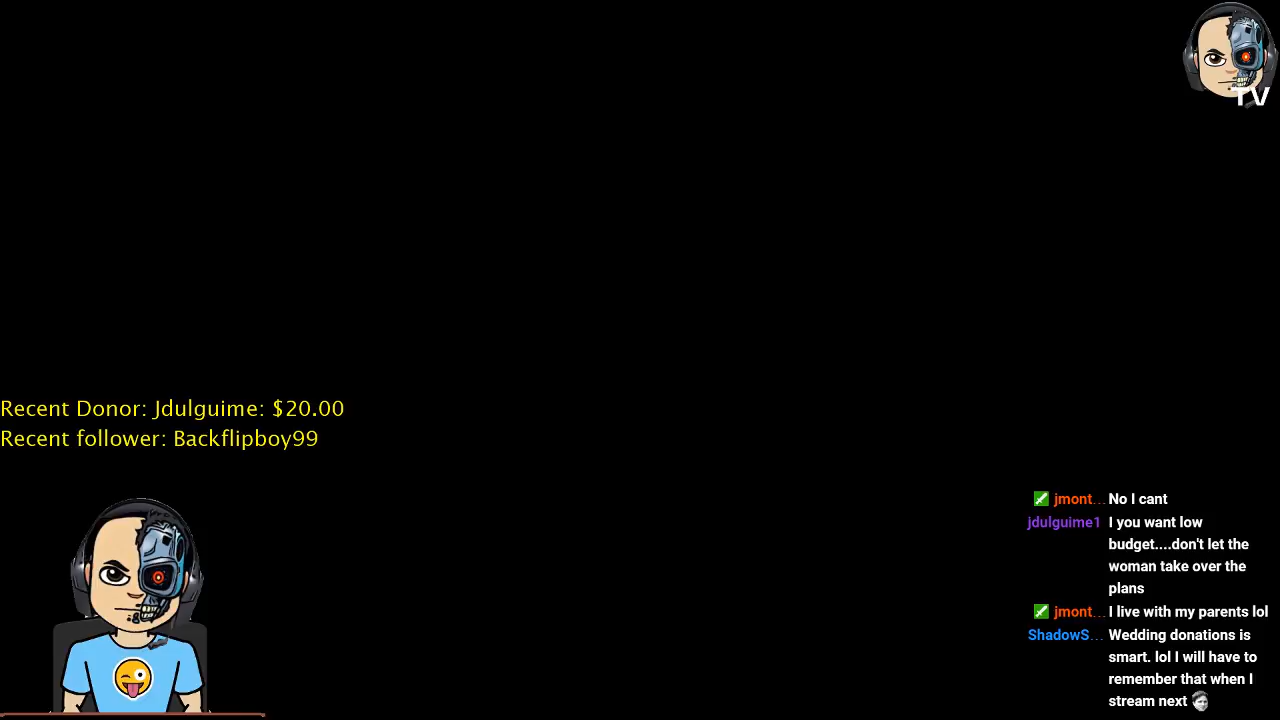 TV
Recent Donor: Jdulguime: $20.00
Recent follower: Backflipboy99
jmont... No I cant
jdulguime1 I you want low
budget....don't let the
woman take over the
plans
jmont... I live with my parents lol
ShadowS... Wedding donations is
smart. lol I will have to
remember that when I
stream next